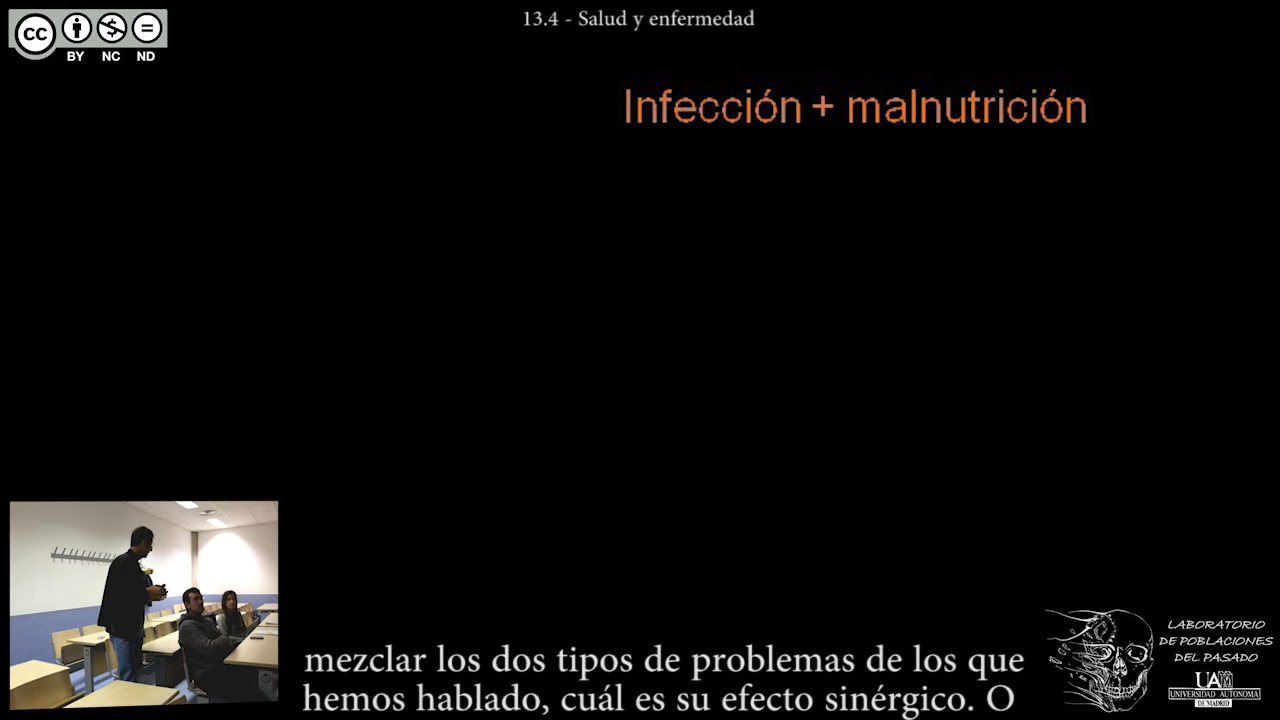 cc
BY NC ND
13.4 - Salud y enfermedad
Infección + malnutrición
mezclar los dos tipos de problemas de los que
hemos hablado, cuál es su efecto sinérgico. O
LABORATORIO
DE POBLACIONES
DEL PASADO
UAM
UNIVERSIDAD AUTONOMA
DE MADRID